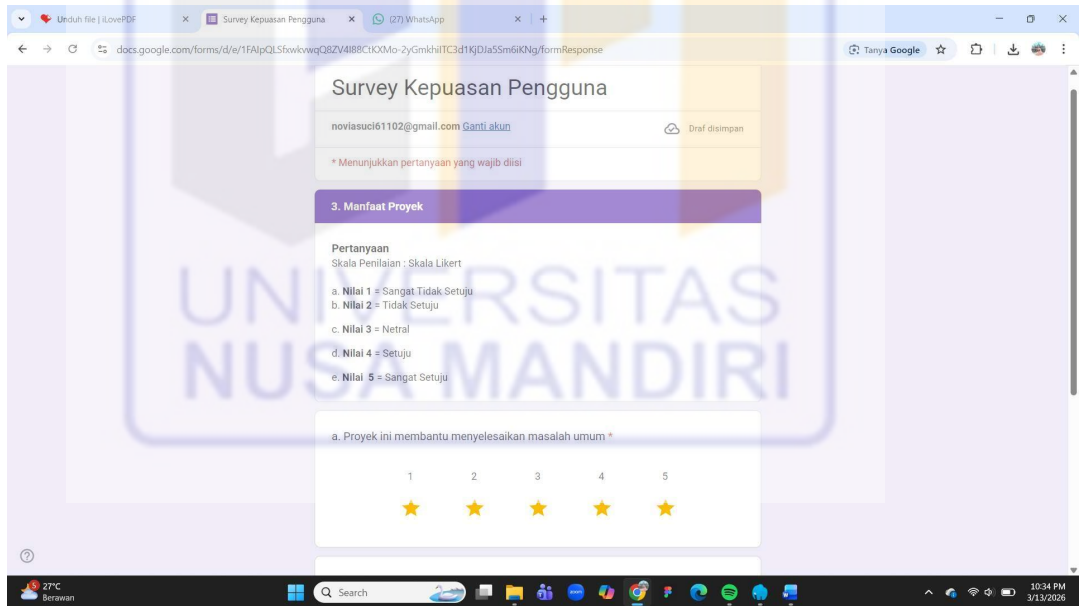 Unduh file | iLovePDF
Survey Kepuasan Pengguna
(27) WhatsApp
docs.google.com/forms/d/e/1FAIpQLSfxwkvwqQ8ZV4I88CtKXMo-2yGmkhiITC3d1KjDJa5Sm6iKNg/formResponse
Tanya Google
Survey Kepuasan Pengguna
noviasuci61102@gmail.com Ganti akun
Draf disimpan
* Menunjukkan pertanyaan yang wajib diisi
3. Manfaat Proyek
Pertanyaan
Skala Penilaian : Skala Likert
a. Nilai 1 = Sangat Tidak Setuju
b. Nilai 2 = Tidak Setuju
c. Nilai 3 = Netral
d. Nilai 4 = Setuju
e. Nilai 5 = Sangat Setuju
UNIVERSITAS
NUSA MANDIRI
a. Proyek ini membantu menyelesaikan masalah umum *
1 2 3 4 5
5
27°C
Berawan
Search
zoom
10:34 PM
3/13/2026